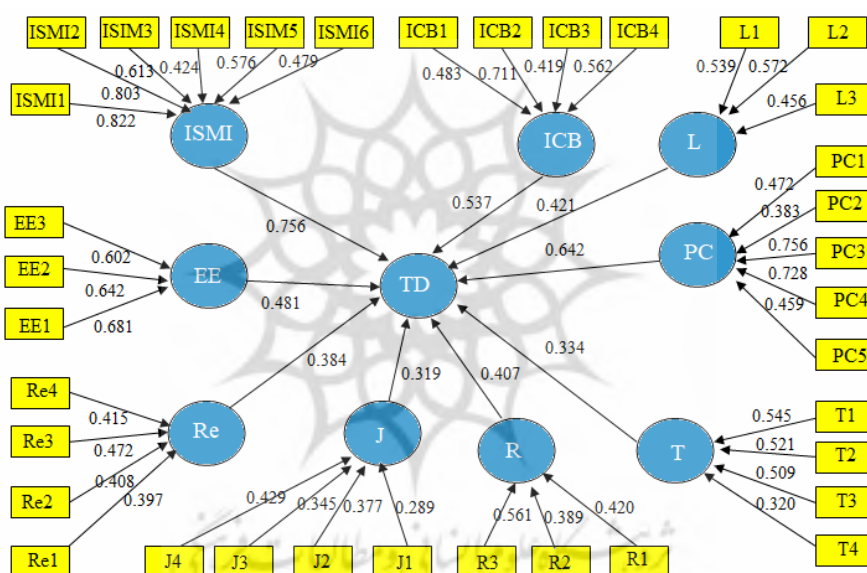 ISMI2
ISIM3
ISMI4
ISIM5
ISMI6
ICB1
ICB2
ICB3
ICB4
L1
L2
ISMI1
L3
0.613
0.424
0.576
0.479
0.803
0.822
0.483
0.711
0.419
0.562
0.539
0.572
0.456
ISMI
ICB
L
PC1
PC2
PC3
PC4
PC5
0.472
0.383
0.756
0.728
0.459
0.756
0.537
0.421
0.642
PC
EE3
EE2
EE1
0.602
0.642
0.681
EE
0.481
TD
0.384
0.319
0.407
0.334
Re4
Re3
Re2
Re1
0.415
0.472
0.408
0.397
Re
J
R
T
0.545
0.521
0.509
0.320
T1
T2
T3
T4
0.429
0.345
0.377
0.289
0.561
0.389
0.420
J4
J3
J2
J1
R3
R2
R1